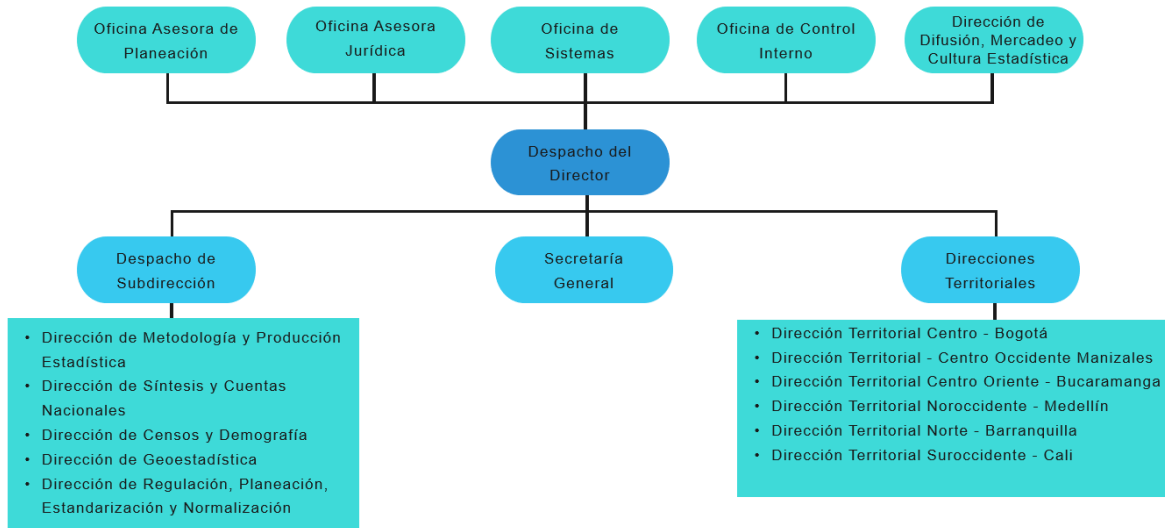 Oficina Asesora de
Planeación
Oficina Asesora
Jurídica
Oficina de
Sistemas
Oficina de Control
Interno
Dirección de
Difusión, Mercadeo y
Cultura Estadística
Despacho del
Director
Despacho de
Subdirección
Secretaría
General
Direcciones
Territoriales
• Dirección de Metodología y Producción
Estadística
• Dirección de Síntesis y Cuentas
Nacionales
• Dirección de Censos y Demografía
• Dirección de Geoestadística
• Dirección de Regulación, Planeación,
Estandarización y Normalización
• Dirección Territorial Centro - Bogotá
• Dirección Territorial - Centro Occidente Manizales
• Dirección Territorial Centro Oriente - Bucaramanga
• Dirección Territorial Noroccidente - Medellín
• Dirección Territorial Norte - Barranquilla
• Dirección Territorial Suroccidente - Cali